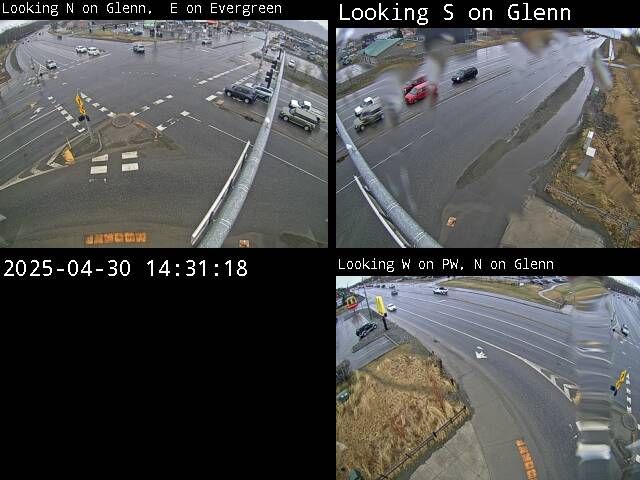 Looking N on Glenn,  E on Evergreen
Looking S on Glenn
2025-04-30 14:31:18
Looking W on PW, N on Glenn